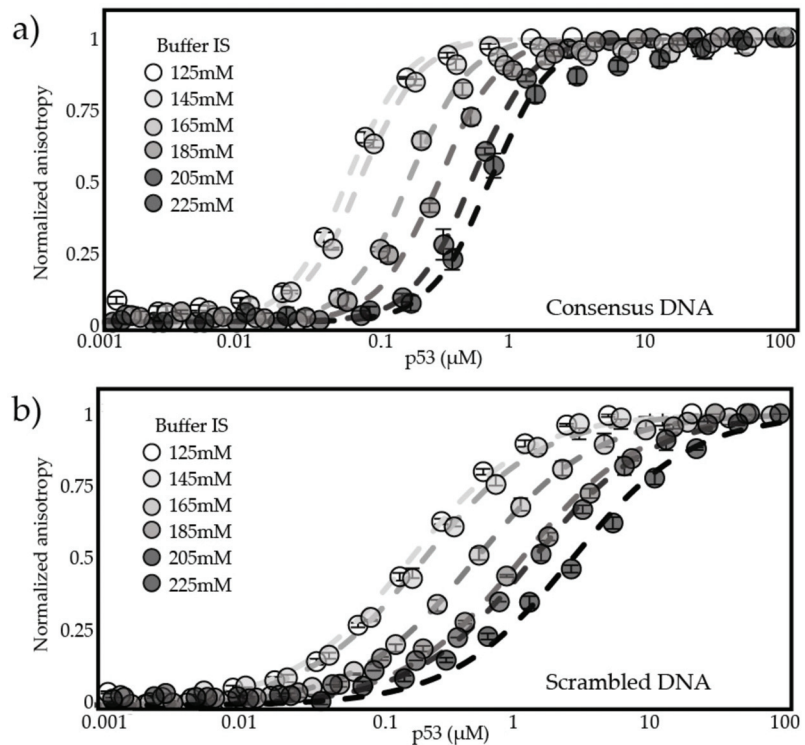 a)
Normalized anisotropy
1
0.75
0.5
0.25
0
Buffer IS
125mM
145mM
165mM
185mM
205mM
225mM
Consensus DNA
0.001 0.01 0.1 1 10 100
p53 (μM)
b)
Normalized anisotropy
1
0.75
0.5
0.25
0
Buffer IS
125mM
145mM
165mM
185mM
205mM
225mM
Scrambled DNA
0.001 0.01 0.1 1 10 100
p53 (μM)